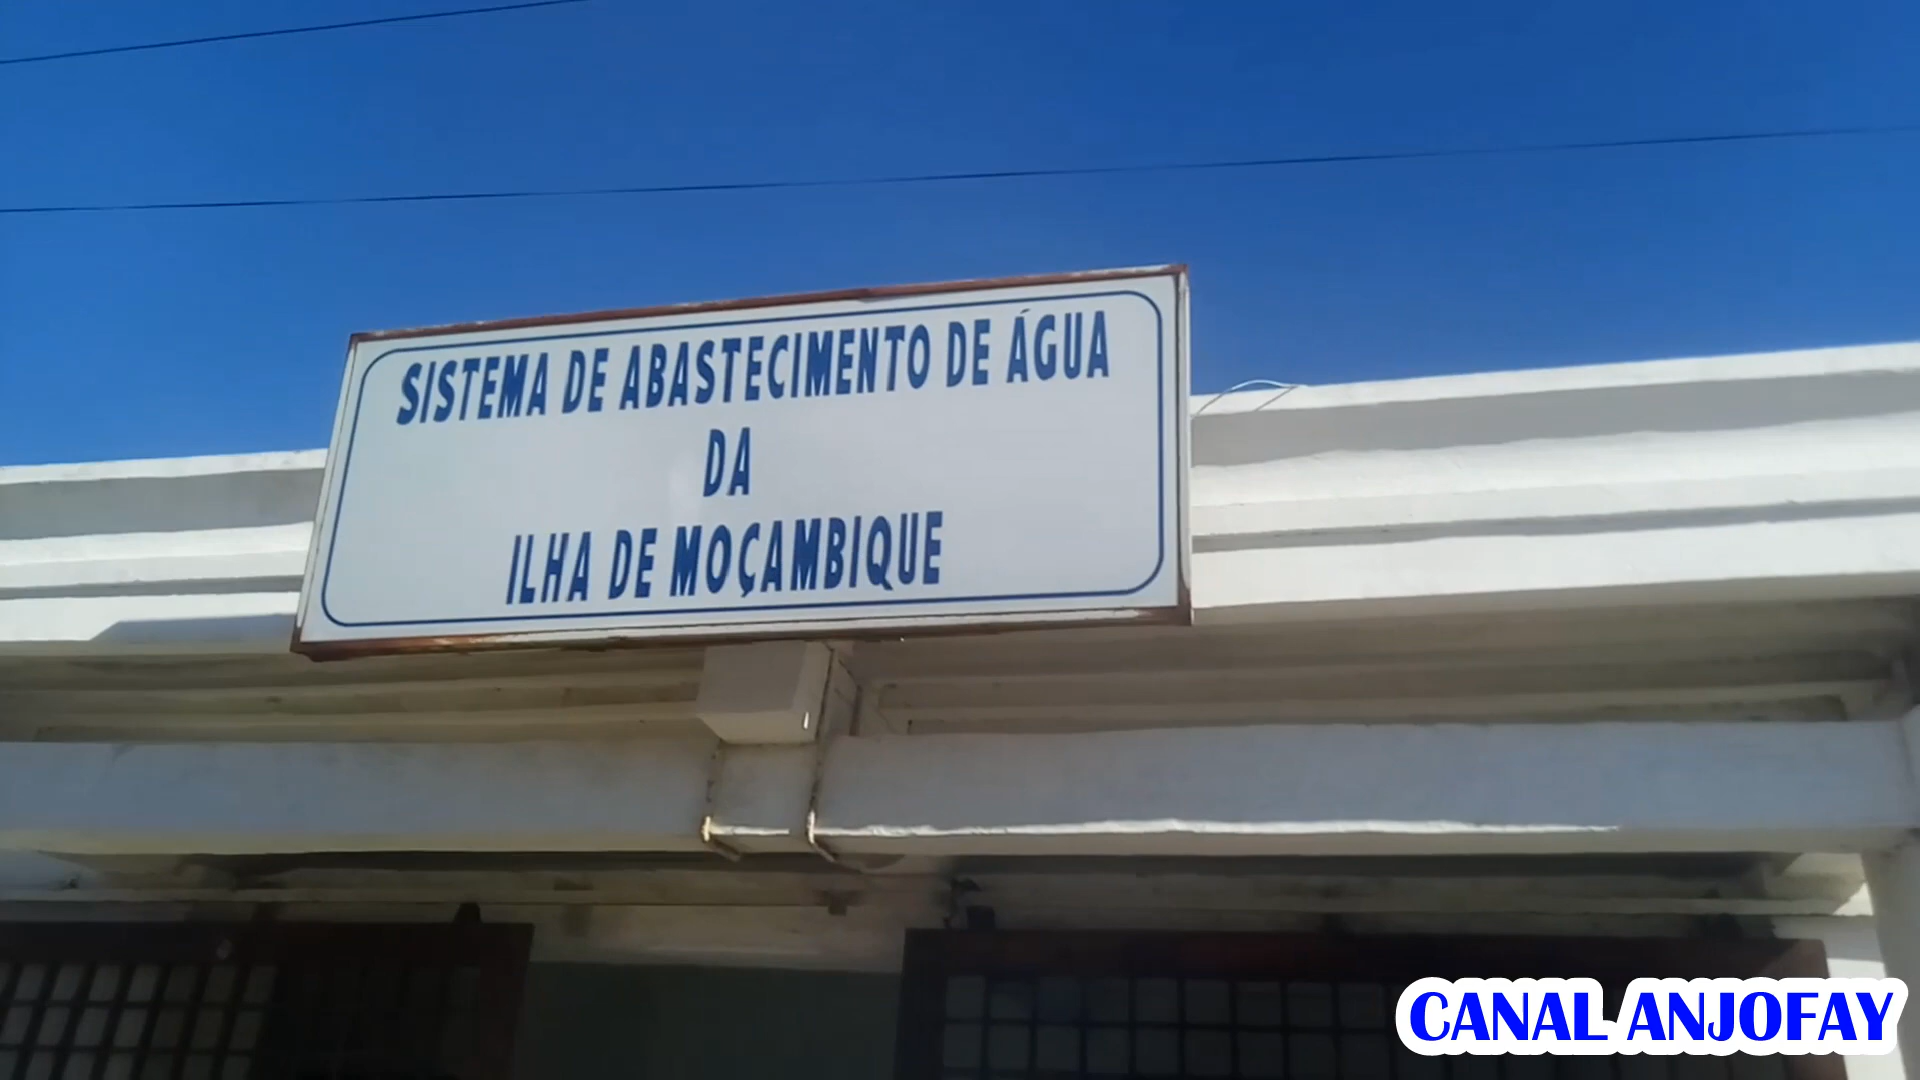 SISTEMA DE ABASTECIMENTO DE ÁGUA
DA
ILHA DE MOÇAMBIQUE
CANAL ANJOFAY